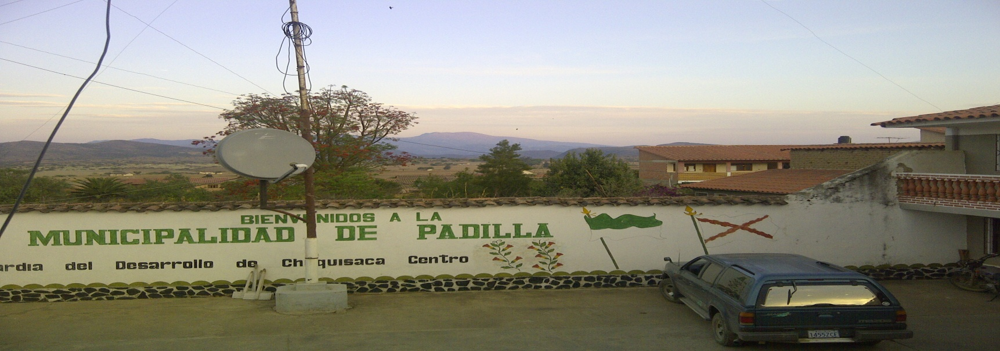 BIENVENIDOS A LA
MUNICIPALIDAD DE PADILLA
ardia del Desarrollo de Chuquisaca Centro
1455ZCE